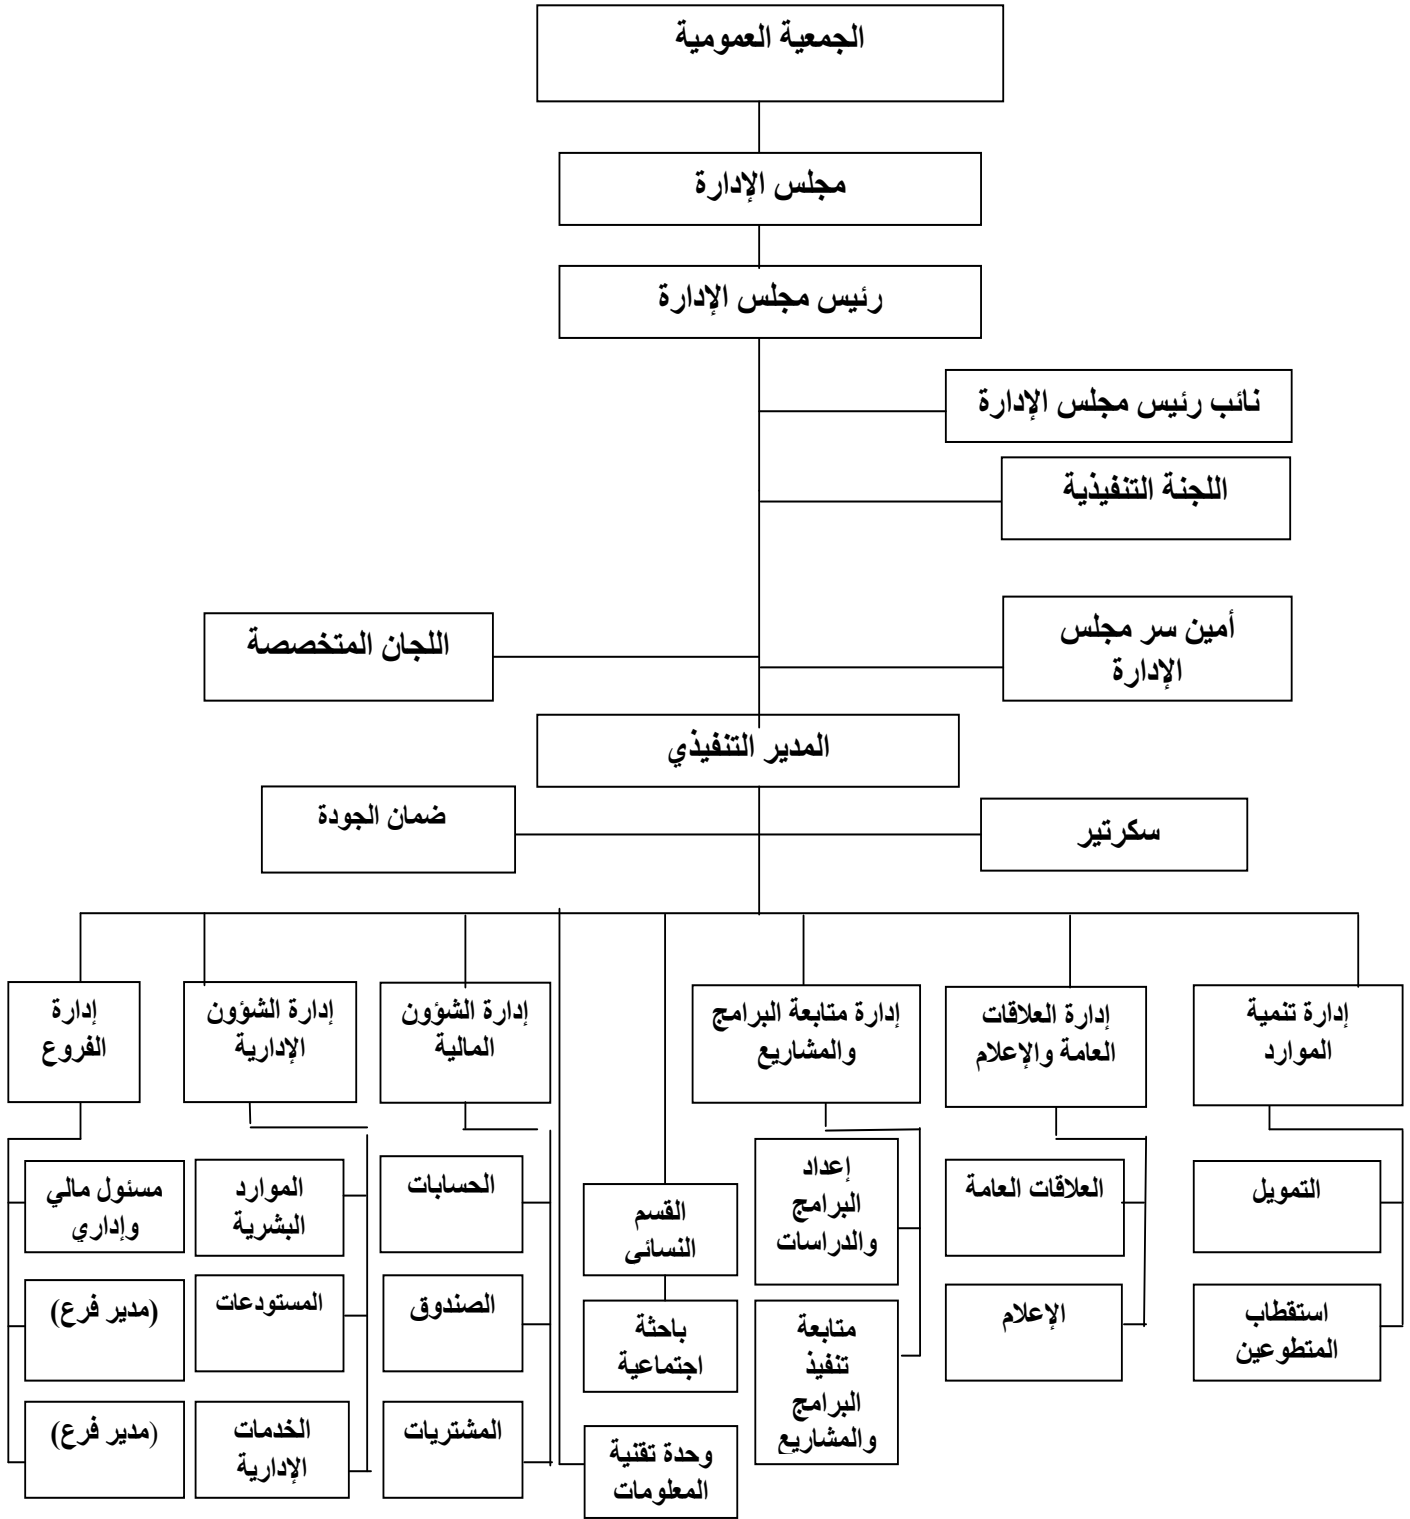 الجمعية العمومية
مجلس الإدارة
رئيس مجلس الإدارة
نائب رئيس مجلس الإدارة
اللجنة التنفيذية
أمين سر مجلس
الإدارة
اللجان المتخصصة
المدير التنفيذي
سكرتير
ضمان الجودة
إدارة تنمية
الموارد
إدارة العلاقات
العامة والإعلام
إدارة متابعة البرامج
والمشاريع
إدارة الشؤون
المالية
إدارة الشؤون
الإدارية
إدارة
الفروع
التمويل
استقطاب
المتطوعين
العلاقات العامة
الإعلام
إعداد
البرامج
والدراسات
متابعة
تنفيذ
البرامج
والمشاريع
القسم
النسائى
باحثة
اجتماعية
وحدة تقنية
المعلومات
الحسابات
الصندوق
المشتريات
الموارد
البشرية
المستودعات
الخدمات
الإدارية
مسئول مالي
وإداري
(مدير فرع)
(مدير فرع)